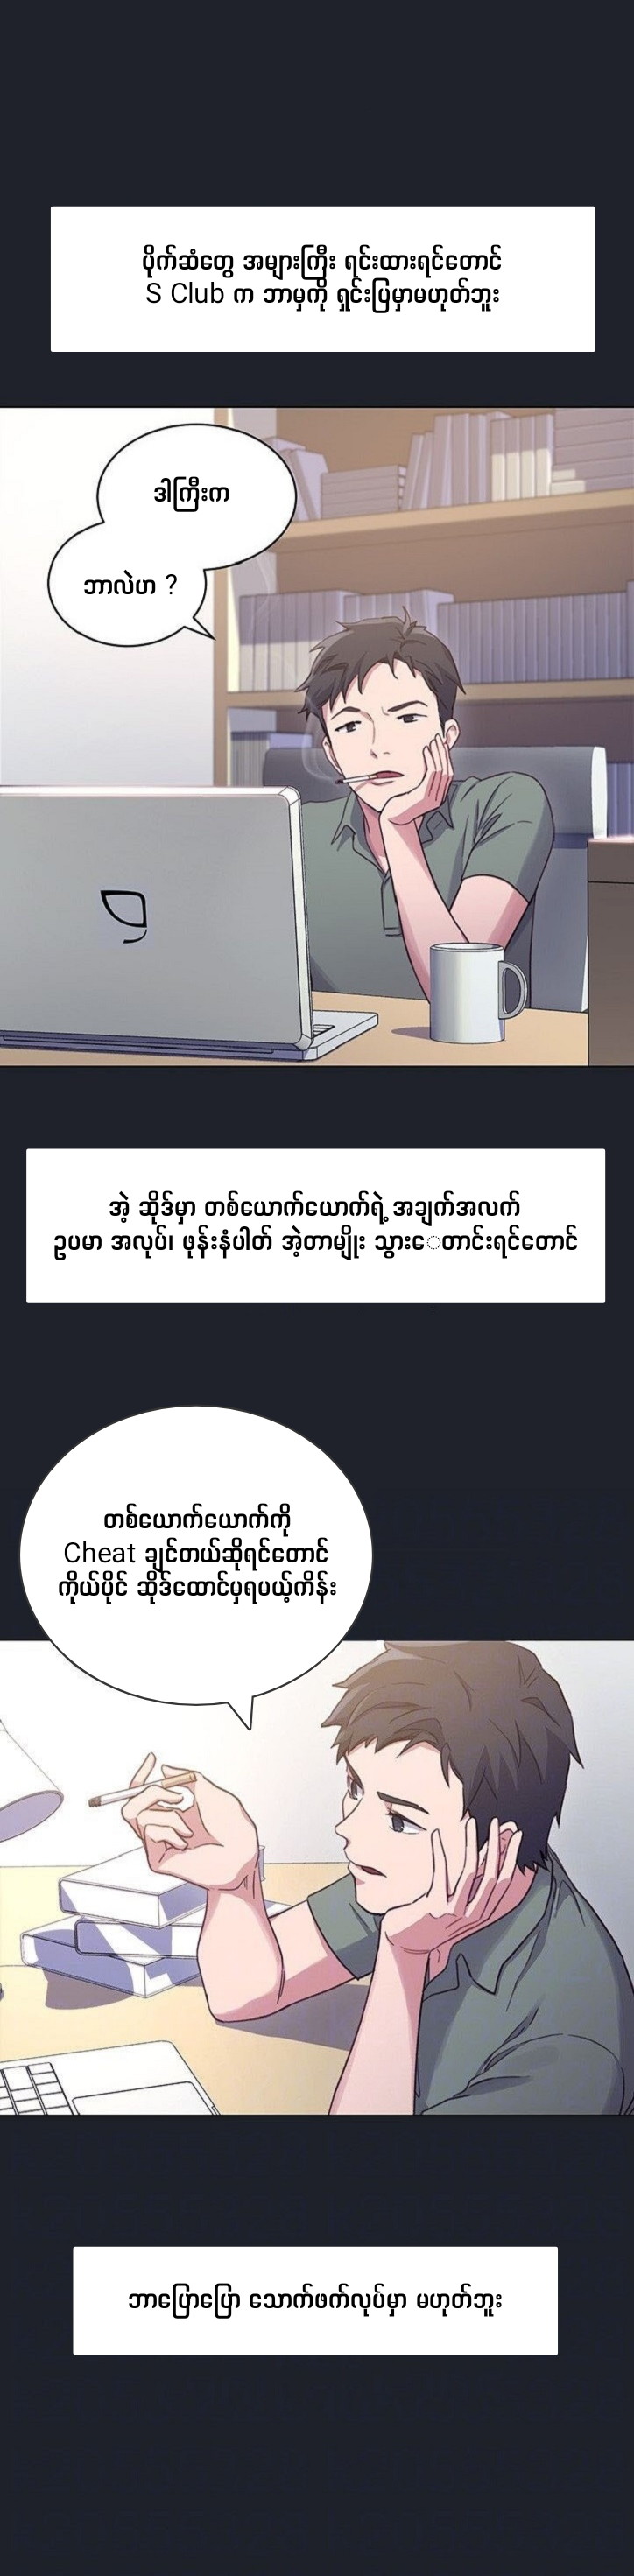 ပိုက်ဆံတွေ အများကြီး ရင်းထားရင်တောင်
S Club က ဘာမှကို ရှင်းပြမှာမဟုတ်ဘူး
ဒါကြီးက
ဘာလဲဟ ?
အဲ့ ဆိုဒ်မှာ တစ်ယောက်ယောက်ရဲ့ အချက်အလက်
ဥပမာ အလုပ်၊ ဖုန်းနံပါတ် အဲ့တာမျိုး သွား​ေတာင်းရင်တောင်
တစ်ယောက်ယောက်ကို
Cheat ချင်တယ်ဆိုရင်တောင်
ကိုယ်ပိုင် ဆိုဒ်ထောင်မှရမယ့်ကိန်း
ဘာပြောပြော သောက်ဖက်လုပ်မှာ မဟုတ်ဘူး